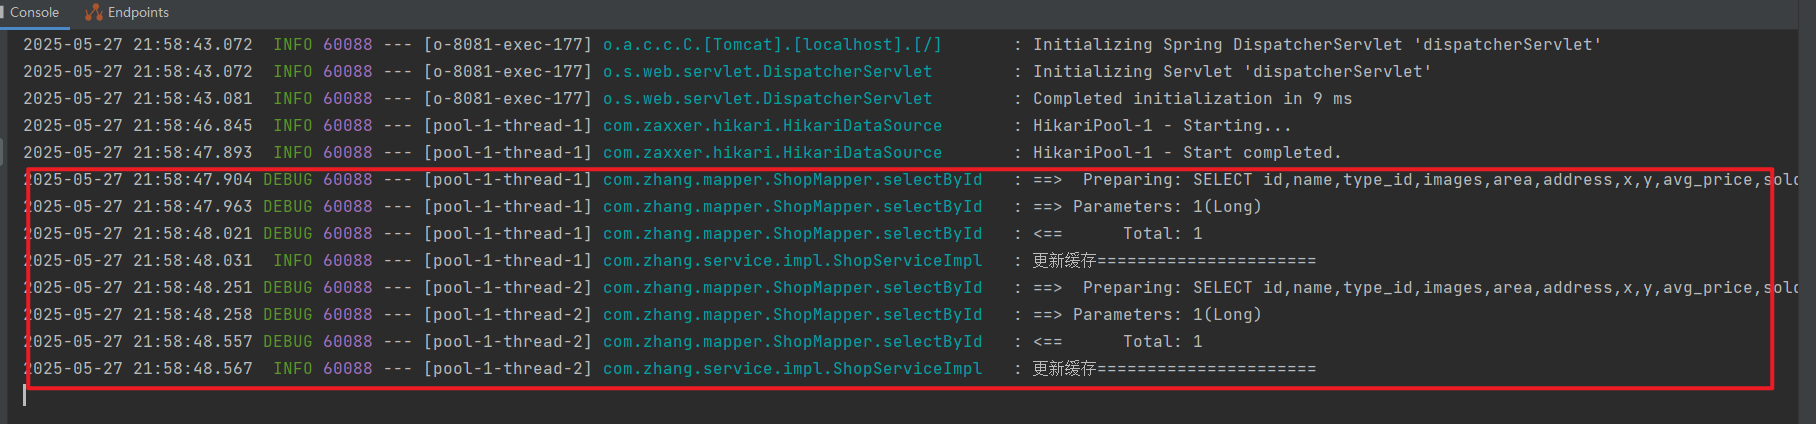 Console Endpoints
2025-05-27 21:58:43.072  INFO 60088 --- [o-8081-exec-177] o.a.c.c.C.[Tomcat].[localhost].[/]       : Initializing Spring DispatcherServlet 'dispatcherServlet'
2025-05-27 21:58:43.072  INFO 60088 --- [o-8081-exec-177] o.s.web.servlet.DispatcherServlet        : Initializing Servlet 'dispatcherServlet'
2025-05-27 21:58:43.081  INFO 60088 --- [o-8081-exec-177] o.s.web.servlet.DispatcherServlet        : Completed initialization in 9 ms
2025-05-27 21:58:46.845  INFO 60088 --- [pool-1-thread-1] com.zaxxer.hikari.HikariDataSource       : HikariPool-1 - Starting...
2025-05-27 21:58:47.893  INFO 60088 --- [pool-1-thread-1] com.zaxxer.hikari.HikariDataSource       : HikariPool-1 - Start completed.
2025-05-27 21:58:47.904 DEBUG 60088 --- [pool-1-thread-1] com.zhang.mapper.ShopMapper.selectById   : ==>  Preparing: SELECT id,name,type_id,images,area,address,x,y,avg_price,sold
2025-05-27 21:58:47.963 DEBUG 60088 --- [pool-1-thread-1] com.zhang.mapper.ShopMapper.selectById   : ==> Parameters: 1(Long)
2025-05-27 21:58:48.021 DEBUG 60088 --- [pool-1-thread-1] com.zhang.mapper.ShopMapper.selectById   : <==      Total: 1
2025-05-27 21:58:48.031  INFO 60088 --- [pool-1-thread-1] com.zhang.service.impl.ShopServiceImpl   : 更新缓存======================
2025-05-27 21:58:48.251 DEBUG 60088 --- [pool-1-thread-2] com.zhang.mapper.ShopMapper.selectById   : ==>  Preparing: SELECT id,name,type_id,images,area,address,x,y,avg_price,sold
2025-05-27 21:58:48.258 DEBUG 60088 --- [pool-1-thread-2] com.zhang.mapper.ShopMapper.selectById   : ==> Parameters: 1(Long)
2025-05-27 21:58:48.557 DEBUG 60088 --- [pool-1-thread-2] com.zhang.mapper.ShopMapper.selectById   : <==      Total: 1
2025-05-27 21:58:48.567  INFO 60088 --- [pool-1-thread-2] com.zhang.service.impl.ShopServiceImpl   : 更新缓存======================